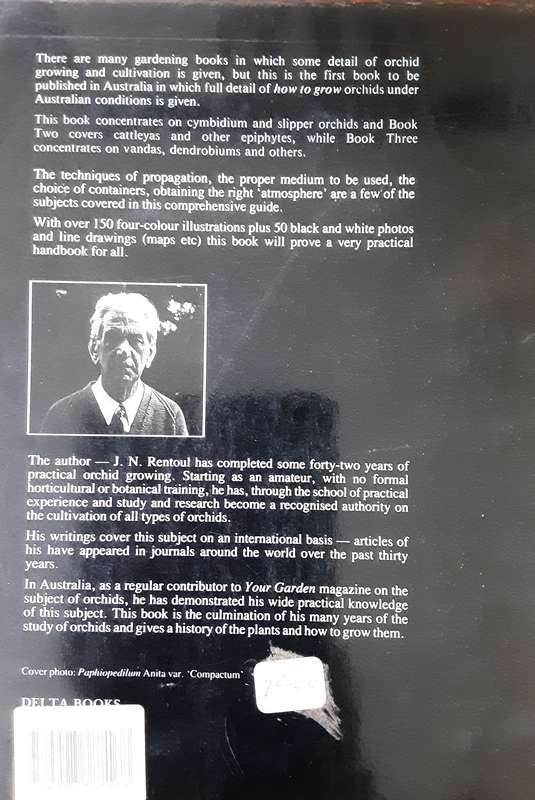 There are many gardening books in which some detail of orchid
growing and cultivation is given, but this is the first book to be
published in Australia in which full detail of how to grow orchids under
Australian conditions is given.
This book concentrates on cymbidium and slipper orchids and Book
Two covers cattleyas and other epiphytes, while Book Three
concentrates on vandas, dendrobiums and others.
The techniques of propagation, the proper medium to be used, the
choice of containers, obtaining the right 'atmosphere' are a few of the
subjects covered in this comprehensive guide.
With over 150 four-colour illustrations plus 50 black and white photos
and line drawings (maps etc) this book will prove a very practical
handbook for all.
The author — J. N. Rentoul has completed some forty-two years of
practical orchid growing. Starting as an amateur, with no formal
horticultural or botanical training, he has, through the school of practical
experience and study and research become a recognised authority on
the cultivation of all types of orchids.
His writings cover this subject on an international basis — articles of
his have appeared in journals around the world over the past thirty
years.
In Australia, as a regular contributor to Your Garden magazine on the
subject of orchids, he has demonstrated his wide practical knowledge
of this subject. This book is the culmination of his many years of the
study of orchids and gives a history of the plants and how to grow them.
Cover photo: Paphiopedilum Anita var. 'Compactum'
DELTA BOOKS